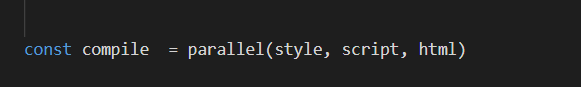 const compile  = parallel(style, script, html)